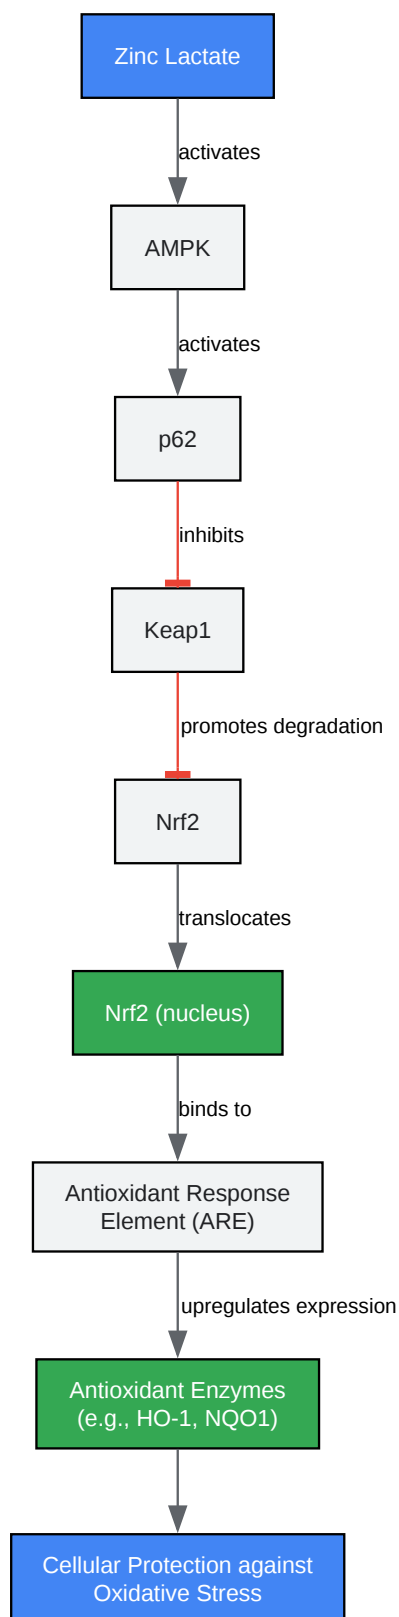 Zinc Lactate
activates
AMPK
activates
p62
inhibits
Keap1
promotes degradation
Nrf2
translocates
Nrf2 (nucleus)
binds to
Antioxidant Response
Element (ARE)
upregulates expression
Antioxidant Enzymes
(e.g., HO-1, NQO1)
Cellular Protection against
Oxidative Stress